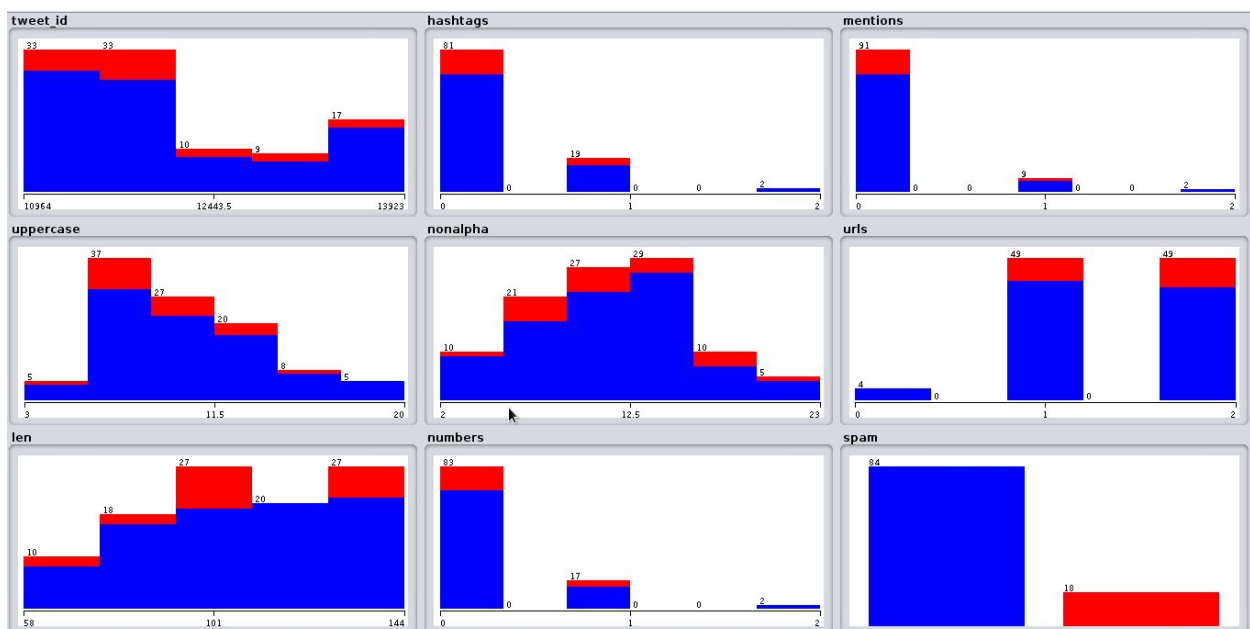 tweet_id hashtags mentions
33 33 10 9 17 81 0 19 0 0 2 91 0 0 9 0 0 2
10964 12443.5 13923 0 1 2 0 1 2
uppercase nonalpha urls
5 37 27 20 8 5 10 21 27 29 10 5 4 0 49 0 49
3 11.5 20 2 12.5 23 0 1 2
len numbers spam
10 18 27 20 27 83 0 17 0 0 2 84 18
58 101 144 0 1 2